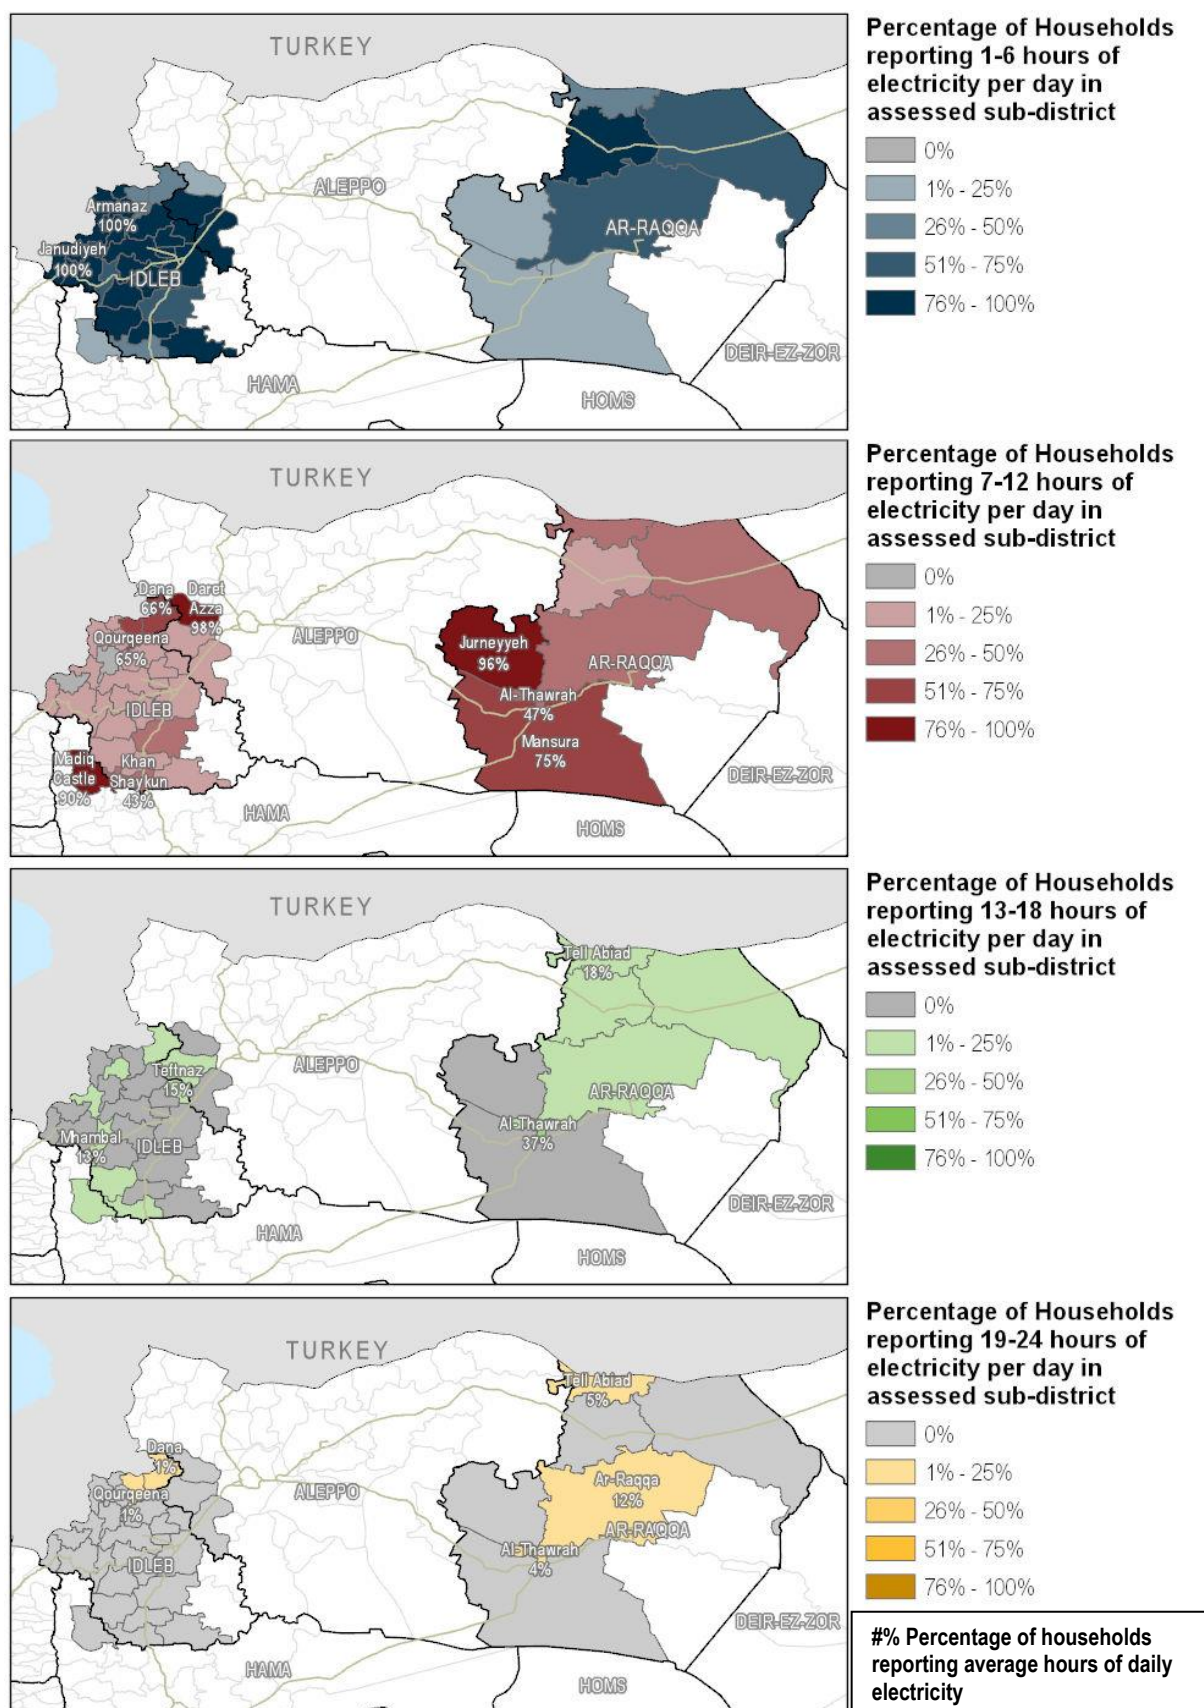 TURKEY
ALEPPO
Armanaz
100%
Janudiyeh
100%
IDLEB
AR-RAQQA
HAMA
HOMS
DEIR-EZ-ZOR
Percentage of Households
reporting 1-6 hours of
electricity per day in
assessed sub-district
0%
1% - 25%
26% - 50%
51% - 75%
76% - 100%
TURKEY
Dana
66%
Daret
Azza
98%
Qourqeena
65%
ALEPPO
Jurneyyeh
96%
AR-RAQQA
Al-Thawrah
47%
IDLEB
Mansura
75%
Madiq
Castle
90%
Khan
Shaykun
43%
HAMA
HOMS
DEIR-EZ-ZOR
Percentage of Households
reporting 7-12 hours of
electricity per day in
assessed sub-district
0%
1% - 25%
26% - 50%
51% - 75%
76% - 100%
TURKEY
Tell Abiad
18%
ALEPPO
Teftnaz
15%
AR-RAQQA
Al-Thawrah
37%
Mhambal
13%
IDLEB
HAMA
HOMS
DEIR-EZ-ZOR
Percentage of Households
reporting 13-18 hours of
electricity per day in
assessed sub-district
0%
1% - 25%
26% - 50%
51% - 75%
76% - 100%
TURKEY
Tell Abiad
5%
Dana
1%
Qourqeena
1%
ALEPPO
Ar-Raqqa
12%
AR-RAQQA
Al-Thawrah
4%
IDLEB
HAMA
HOMS
DEIR-EZ-ZOR
Percentage of Households
reporting 19-24 hours of
electricity per day in
assessed sub-district
0%
1% - 25%
26% - 50%
51% - 75%
76% - 100%
#% Percentage of households
reporting average hours of daily
electricity